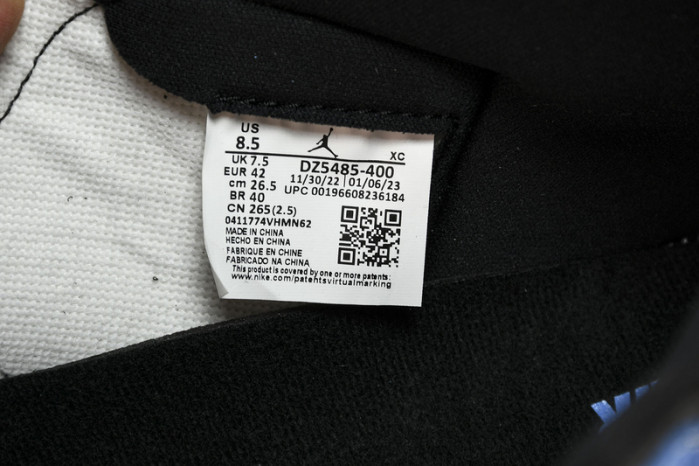 US
8.5
XC
UK 7.5
DZ5485-400
EUR 42
11/30/22 | 01/06/23
cm 26.5
UPC 00196608236184
BR 40
CN 265(2.5)
0411774VHMN62
MADE IN CHINA
HECHO EN CHINA
FABRIQUE EN CHINE
FABRICADO NA CHINA
This product is covered by one or more patents:
www.nike.com/patentsvirtualmarking